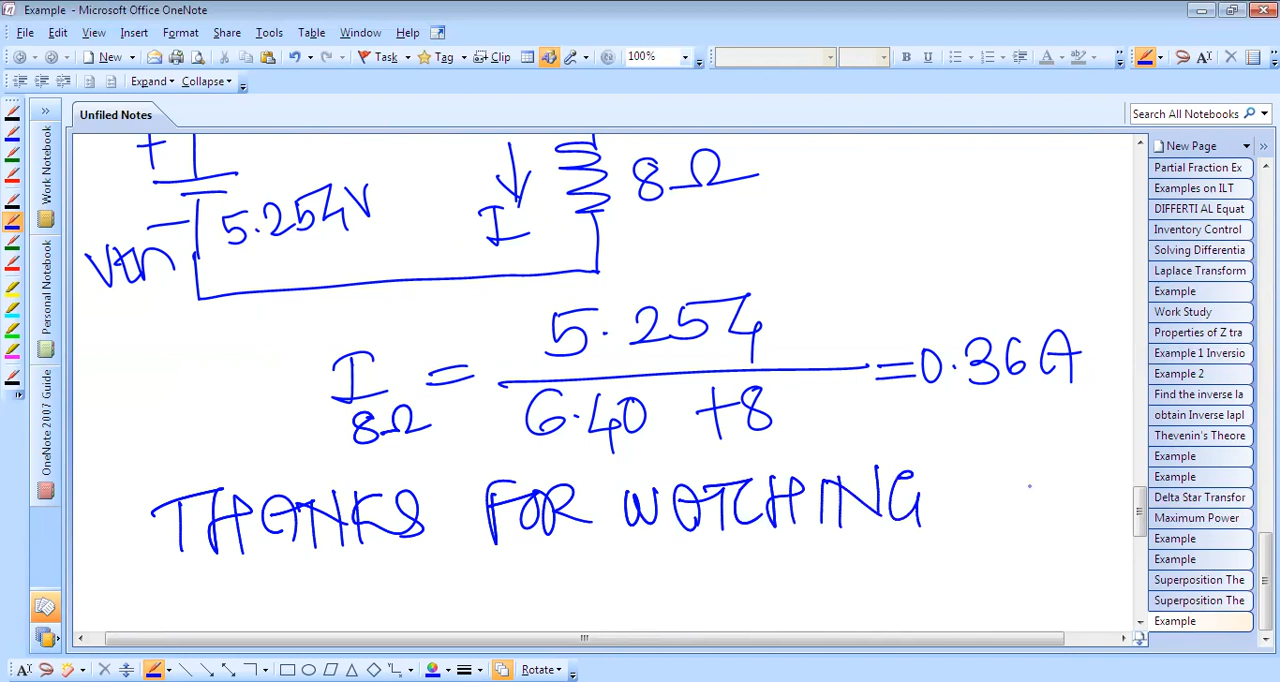 Example - Microsoft Office OneNote
File Edit View Insert Format Share Tools Table Window Help
New Task Tag Clip 100% B U
Expand Collapse
Unfiled Notes
Search All Notebooks
Work Notebook
Personal Notebook
OneNote 2007 Guide
New Page
Partial Fraction Ex
Examples on ILT
DIFFERTI AL Equat
Inventory Control
Solving Differentia
Laplace Transform
Example
Work Study
Properties of Z tra
Example 1 Inversio
Example 2
Find the inverse la
obtain Inverse lapl
Thevenin's Theore
Example
Example
Delta Star Transfor
Maximum Power
Example
Example
Superposition The
Superposition The
Example
+
8Ω
- 5.254V I
Vth
5.254
I = = 0.36 A
8Ω 6.40 +8
THANKS FOR WATCHING
Rotate